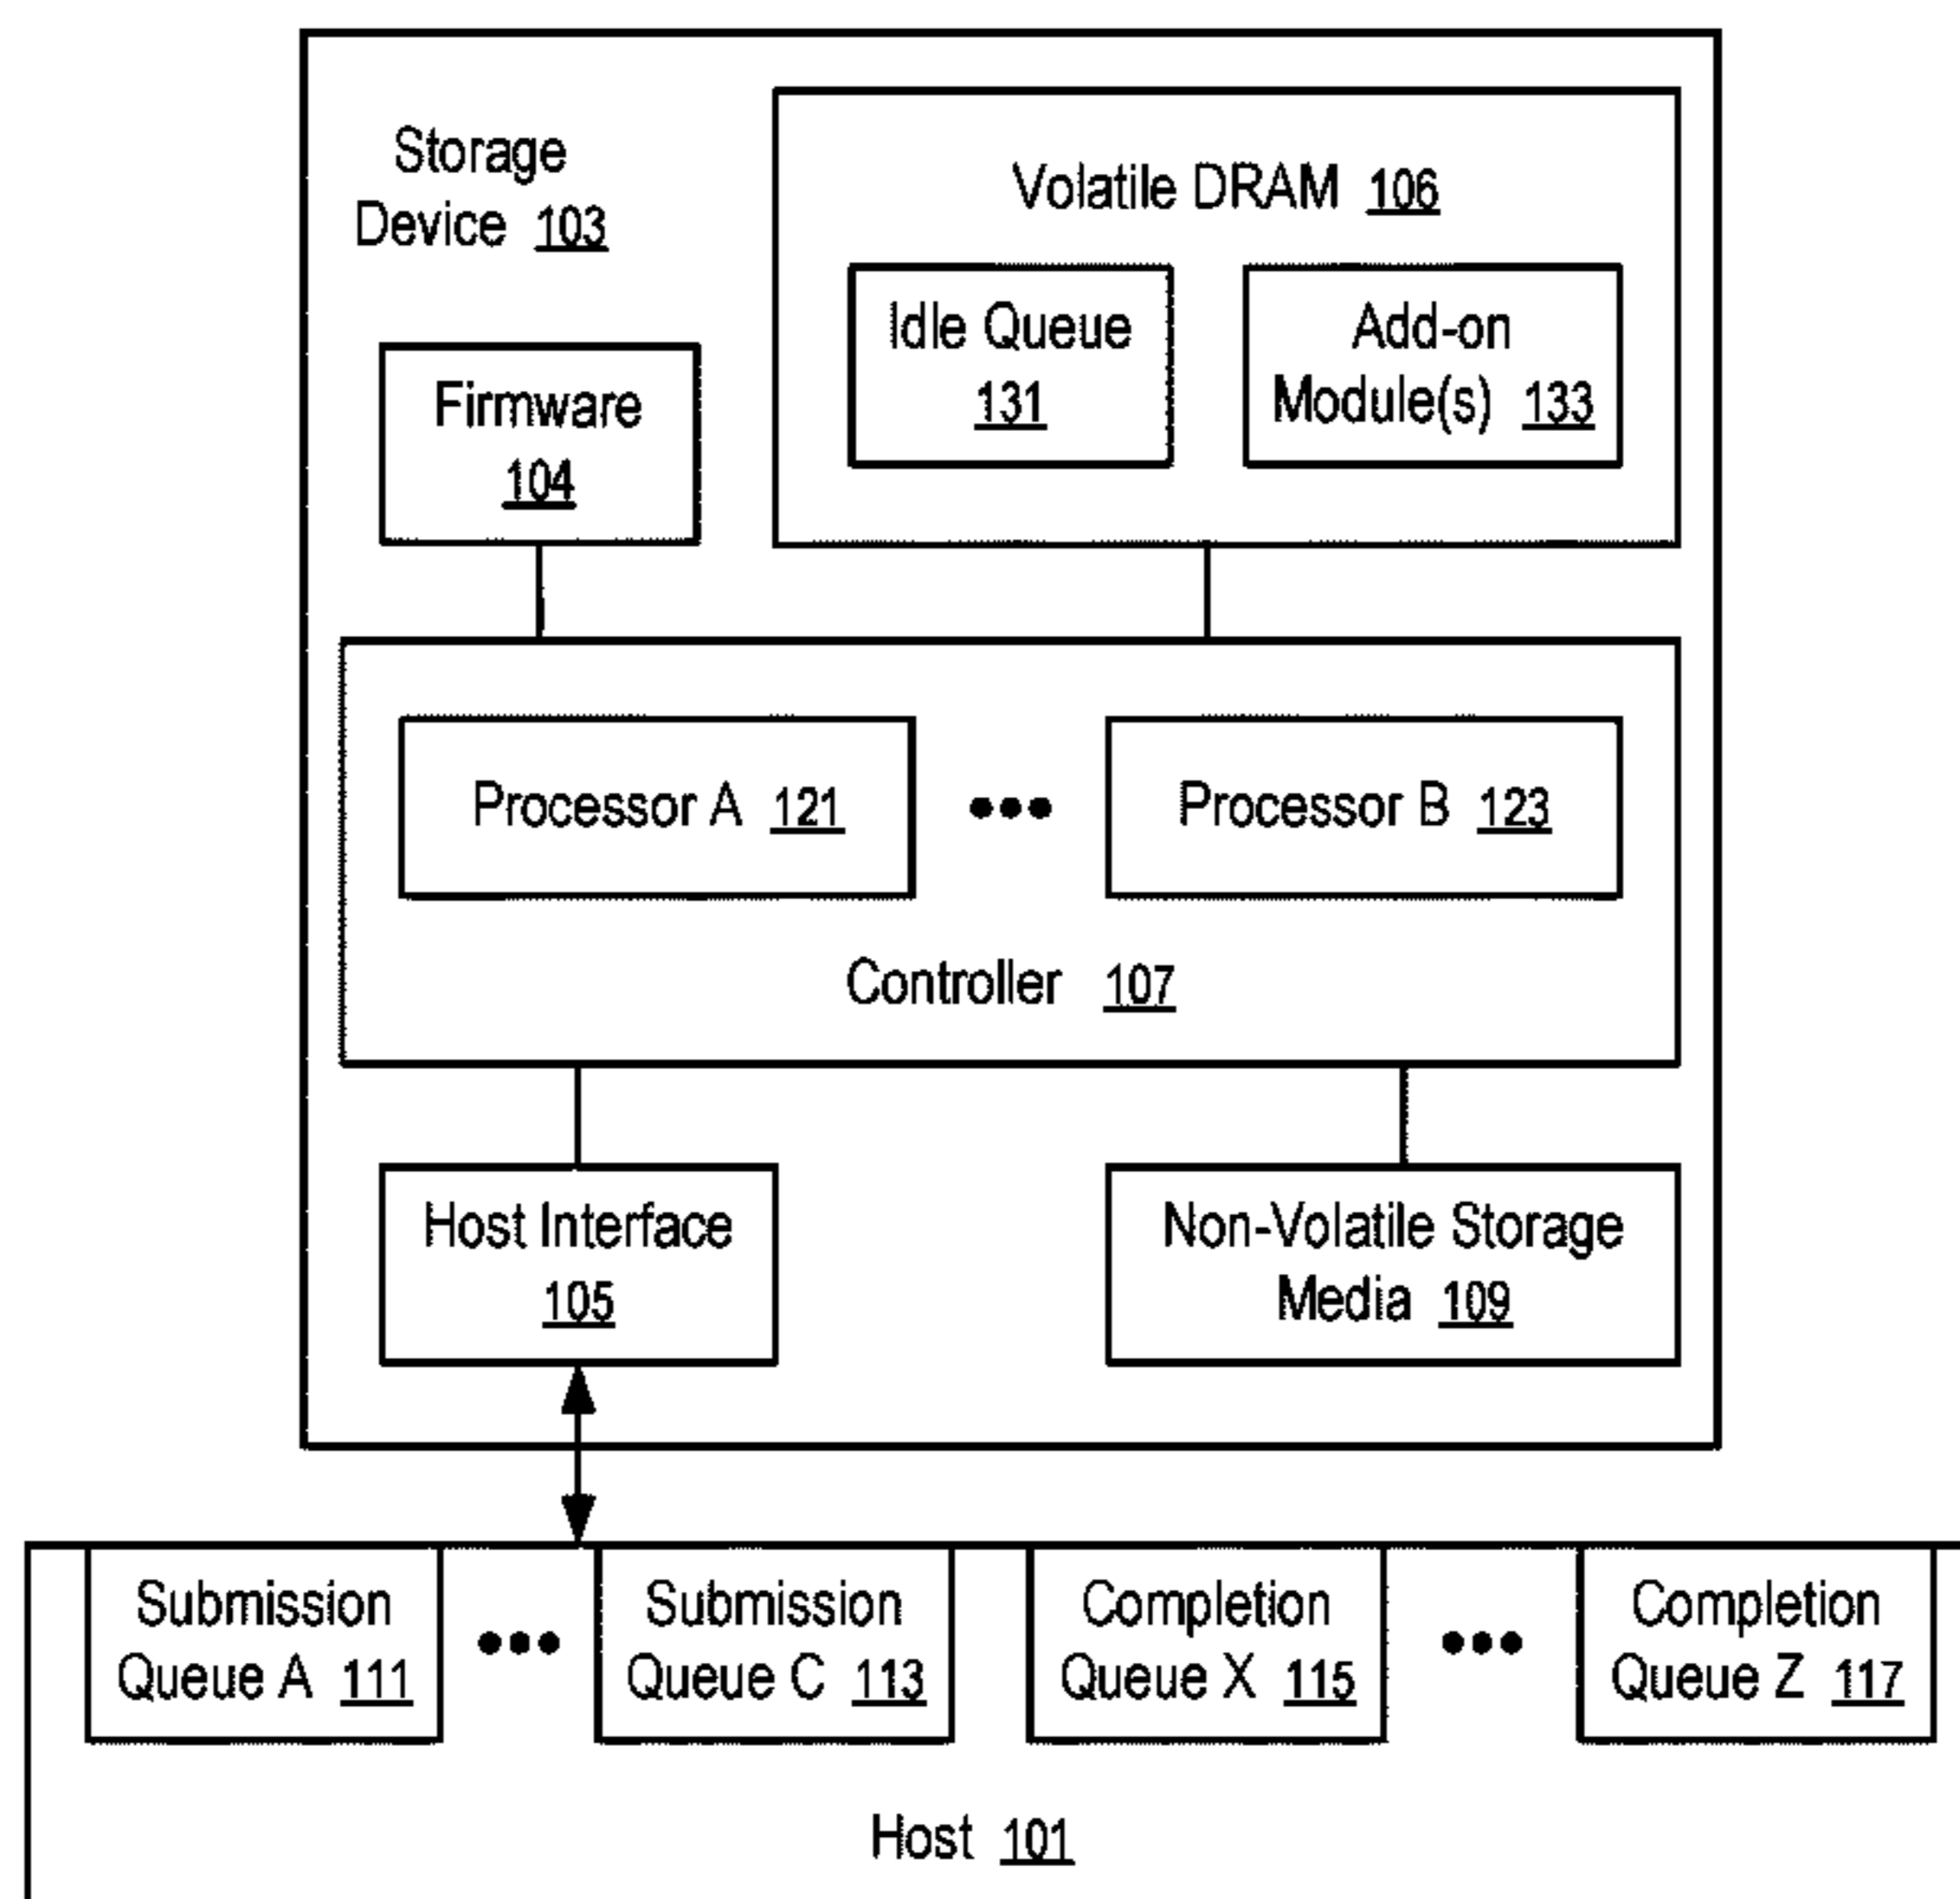 Storage
Device 103
Volatile DRAM 106
Idle Queue
131
Add-on
Module(s) 133
Firmware
104
Processor A 121
Processor B 123
Controller 107
Host Interface
105
Non-Volatile Storage
Media 109
Submission
Queue A 111
Submission
Queue C 113
Completion
Queue X 115
Completion
Queue Z 117
Host 101